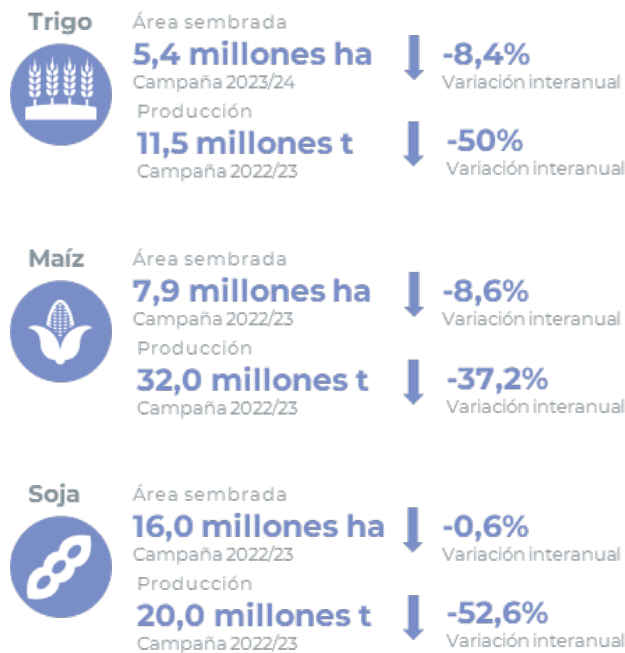 Trigo
Área sembrada
5,4 millones ha
-8,4%
Campaña 2023/24
Variación interanual
Producción
11,5 millones t
-50%
Campaña 2022/23
Variación interanual
Maíz
Área sembrada
7,9 millones ha
-8,6%
Campaña 2022/23
Variación interanual
Producción
32,0 millones t
-37,2%
Campaña 2022/23
Variación interanual
Soja
Área sembrada
16,0 millones ha
-0,6%
Campaña 2022/23
Variación interanual
Producción
20,0 millones t
-52,6%
Campaña 2022/23
Variación interanual